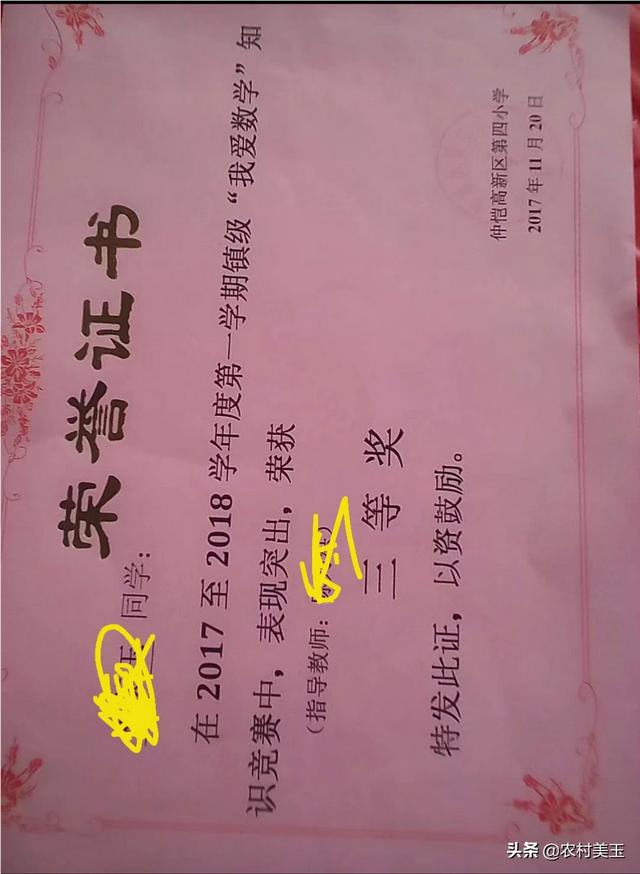 荣誉证书
同学：
在 2017 至 2018 学年度第一学期镇级“我爱数学”知
识竞赛中，表现突出，荣获
（指导教师：
三等奖
特发此证，以资鼓励。
仲恺高新区第四小学
2017 年 11 月 20 日
头条 @农村美玉